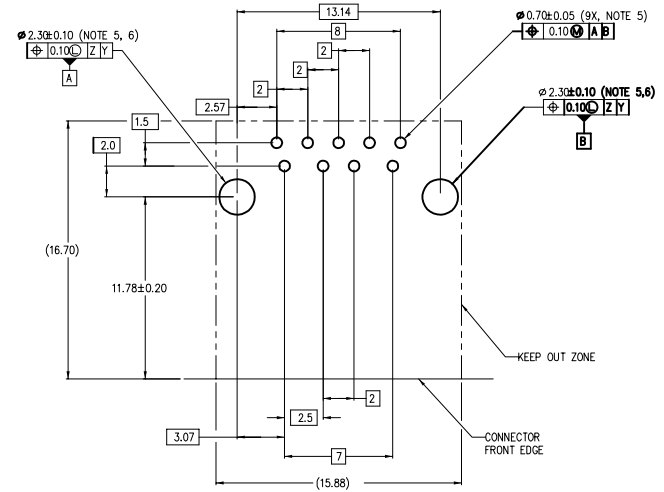 13.14
⌀ 2.30±0.10 (NOTE 5, 6)
⌖ 0.10Ⓛ Z Y
A
8
⌀ 0.70±0.05 (9X, NOTE 5)
⌖ 0.10 Ⓜ A B
2
2
2
⌀ 2.30±0.10 (NOTE 5,6)
⌖ 0.10Ⓛ Z Y
B
2.57
1.5
2.0
(16.70)
11.78±0.20
KEEP OUT ZONE
2
2.5
3.07
7
CONNECTOR
FRONT EDGE
(15.88)